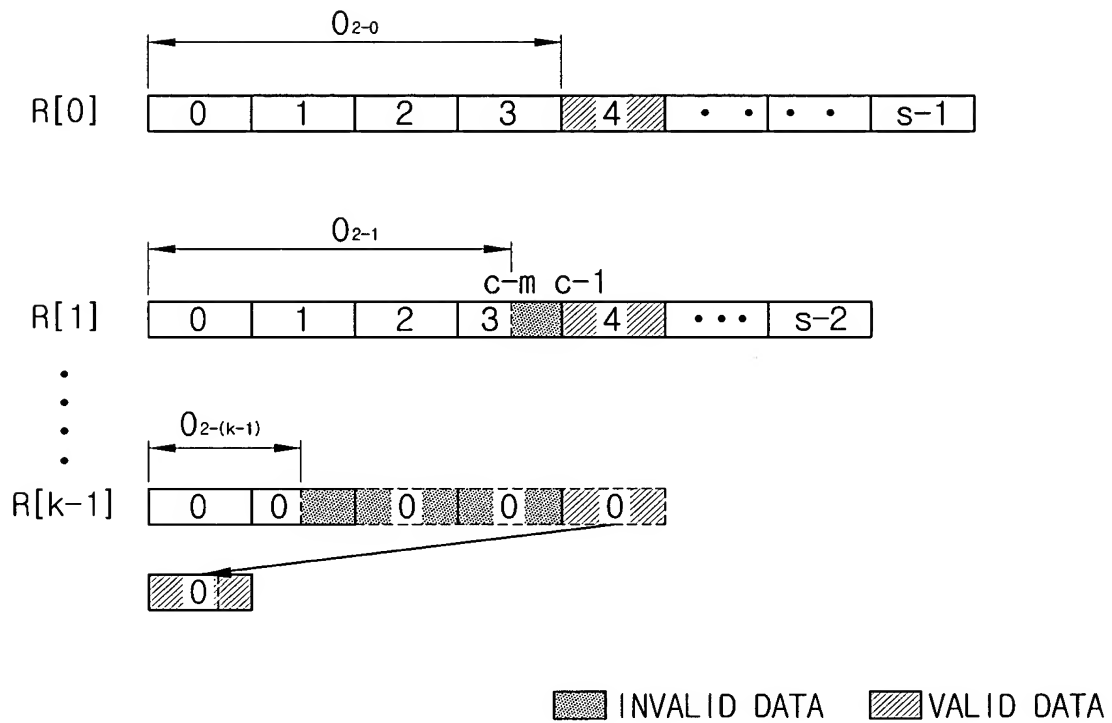 O2-0
R[0] 0 1 2 3 4 • • • • s-1
O2-1
c-m c-1
R[1] 0 1 2 3 4 ••• s-2
O2-(k-1)
R[k-1] 0 0 0 0 0
0
INVALID DATA VALID DATA